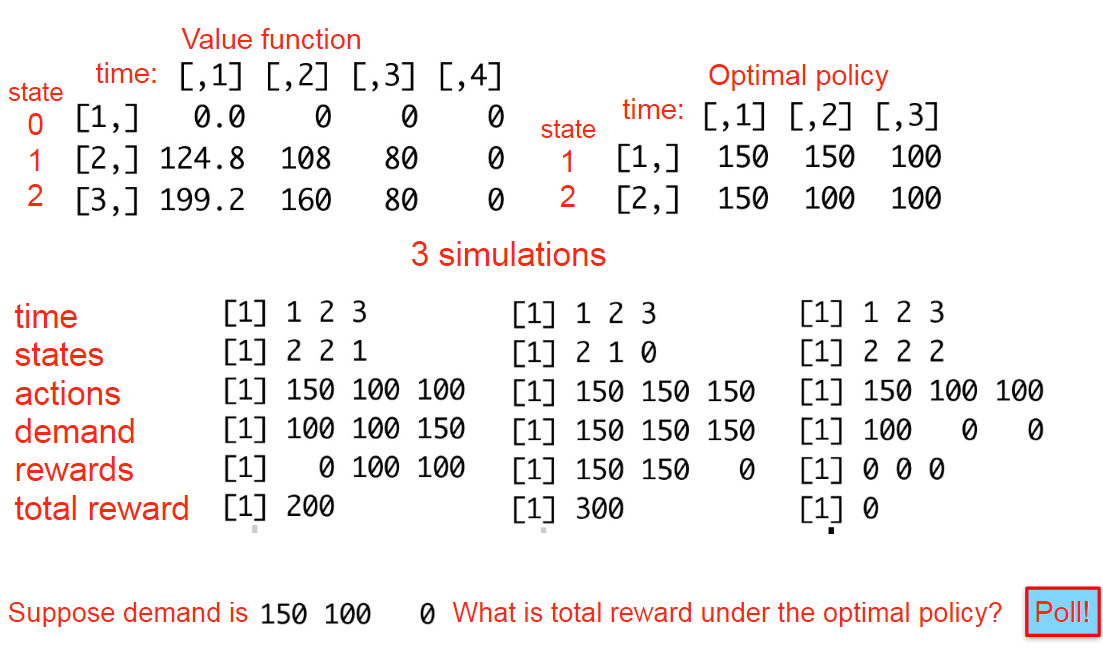 Value function
time: [,1] [,2] [,3] [,4]
state
0 [1,] 0.0 0 0 0
1 [2,] 124.8 108 80 0
2 [3,] 199.2 160 80 0
Optimal policy
time: [,1] [,2] [,3]
state
1 [1,] 150 150 100
2 [2,] 150 100 100
3 simulations
time [1] 1 2 3 [1] 1 2 3 [1] 1 2 3
states [1] 2 2 1 [1] 2 1 0 [1] 2 2 2
actions [1] 150 100 100 [1] 150 150 150 [1] 150 100 100
demand [1] 100 100 150 [1] 150 150 150 [1] 100 0 0
rewards [1] 0 100 100 [1] 150 150 0 [1] 0 0 0
total reward [1] 200 [1] 300 [1] 0
Suppose demand is 150 100 0 What is total reward under the optimal policy? Poll!